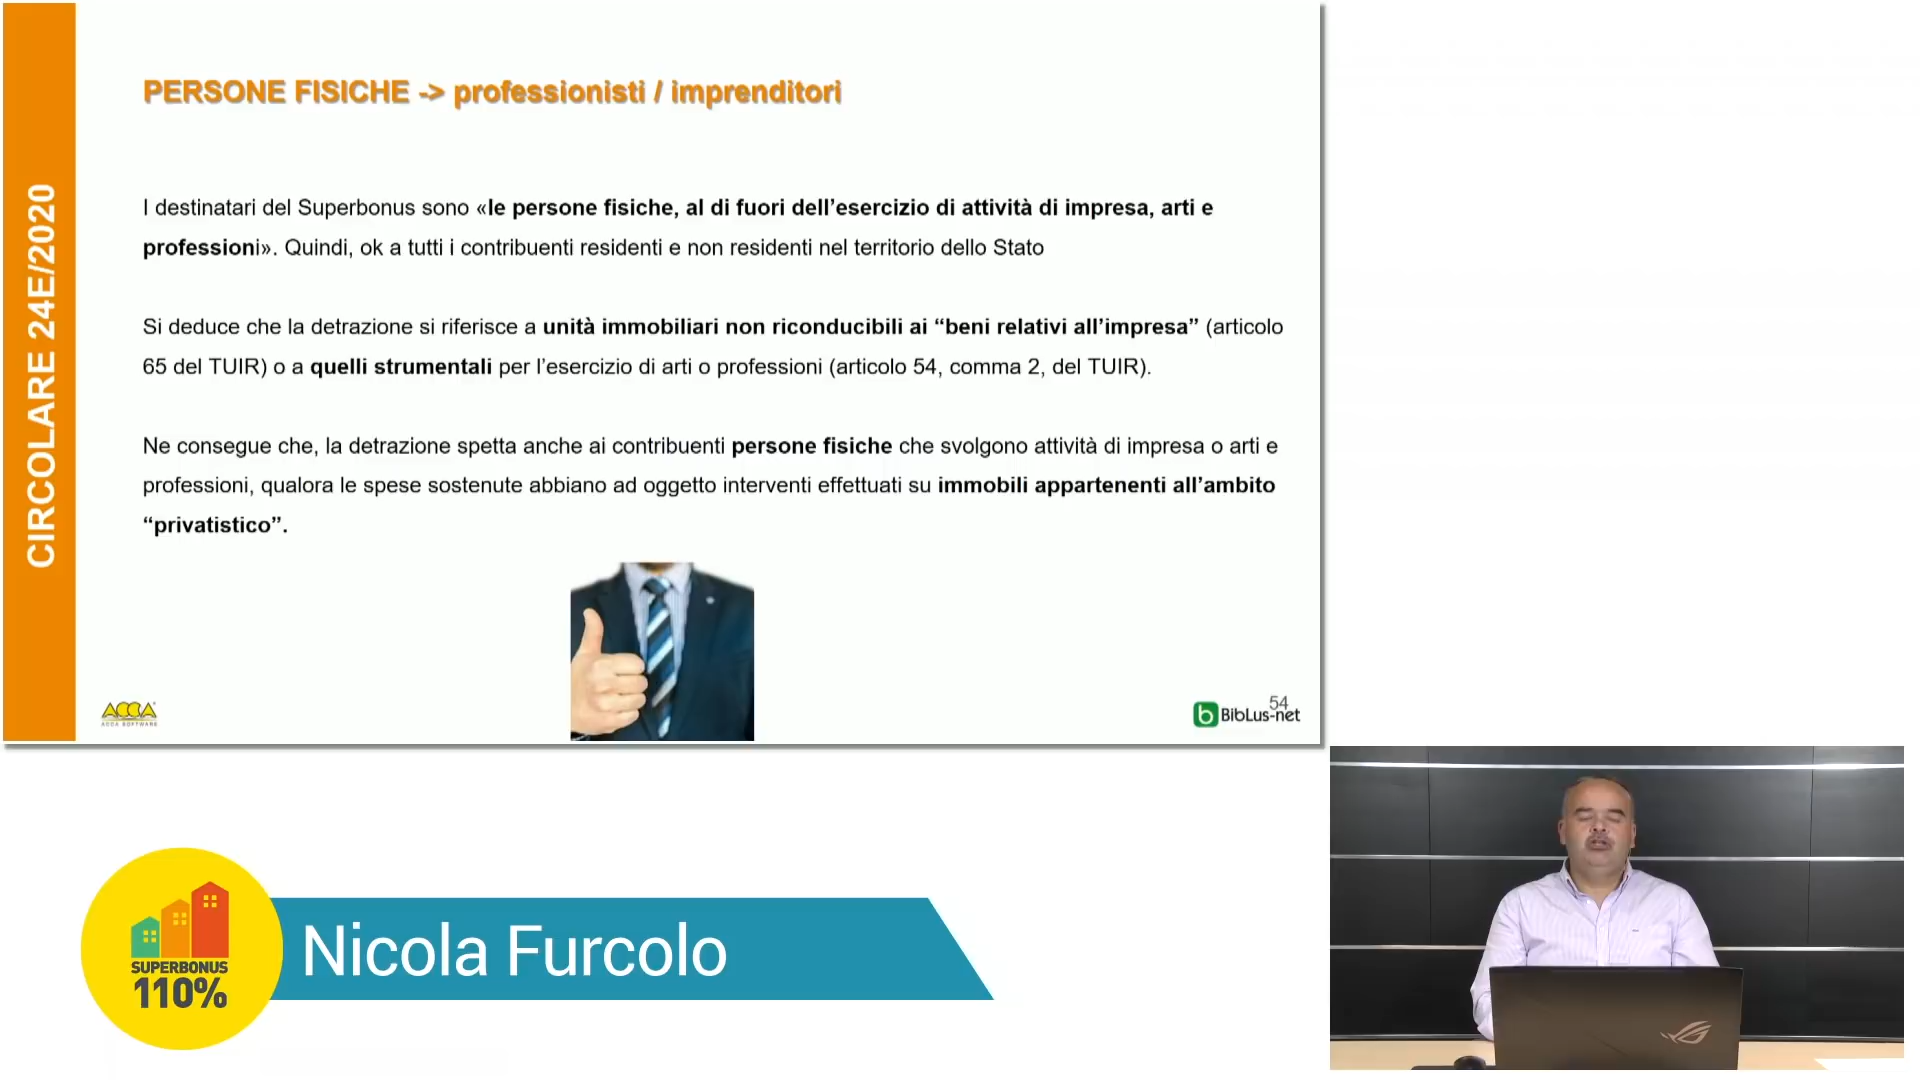 CIRCOLARE 24E/2020
PERSONE FISICHE -> professionisti / imprenditori
I destinatari del Superbonus sono «le persone fisiche, al di fuori dell’esercizio di attività di impresa, arti e
professioni». Quindi, ok a tutti i contribuenti residenti e non residenti nel territorio dello Stato
Si deduce che la detrazione si riferisce a unità immobiliari non riconducibili ai “beni relativi all’impresa” (articolo
65 del TUIR) o a quelli strumentali per l’esercizio di arti o professioni (articolo 54, comma 2, del TUIR).
Ne consegue che, la detrazione spetta anche ai contribuenti persone fisiche che svolgono attività di impresa o arti e
professioni, qualora le spese sostenute abbiano ad oggetto interventi effettuati su immobili appartenenti all’ambito
“privatistico”.
ACCA
ACCA SOFTWARE
54
BibLus-net
SUPERBONUS
110%
Nicola Furcolo